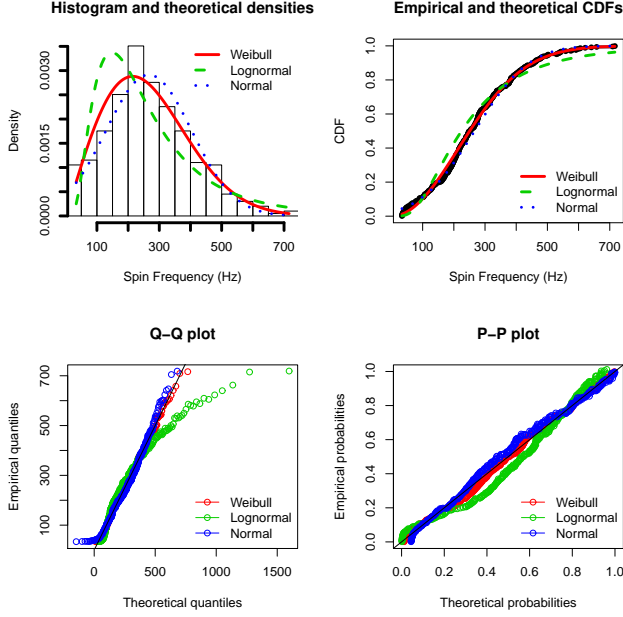 Histogram and theoretical densities
Density
0.0000
0.0015
0.0030
Weibull
Lognormal
Normal
100
300
500
700
Spin Frequency (Hz)
Empirical and theoretical CDFs
CDF
0.0
0.2
0.4
0.6
0.8
1.0
Weibull
Lognormal
Normal
100
300
500
700
Spin Frequency (Hz)
Q−Q plot
Empirical quantiles
100
300
500
700
Weibull
Lognormal
Normal
0
500
1000
1500
Theoretical quantiles
P−P plot
Empirical probabilities
0.0
0.2
0.4
0.6
0.8
1.0
Weibull
Lognormal
Normal
0.0
0.2
0.4
0.6
0.8
1.0
Theoretical probabilities